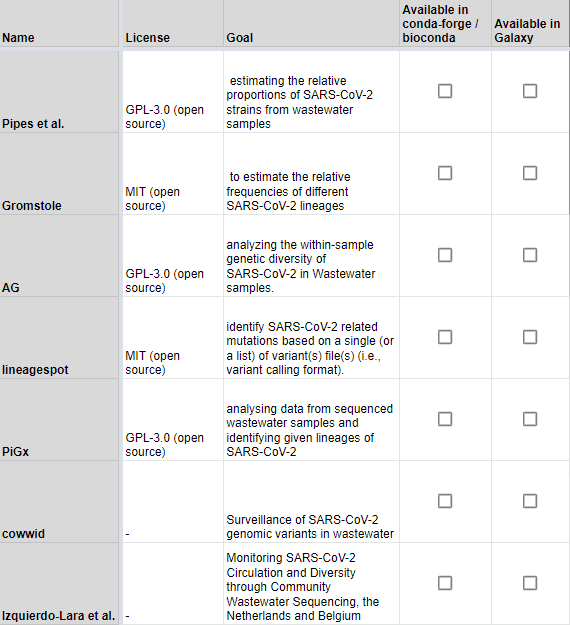 Name
License
Goal
Available in
conda-forge /
bioconda
Available in
Galaxy
Pipes et al.
GPL-3.0 (open
source)
estimating the relative
proportions of SARS-CoV-2
strains from wastewater
samples
Gromstole
MIT (open
source)
to estimate the relative
frequencies of different
SARS-CoV-2 lineages
AG
GPL-3.0 (open
source)
analyzing the within-sample
genetic diversity of
SARS-CoV-2 in Wastewater
samples.
lineagespot
MIT (open
source)
identify SARS-CoV-2 related
mutations based on a single (or
a list) of variant(s) file(s) (i.e.,
variant calling format).
PiGx
GPL-3.0 (open
source)
analysing data from sequenced
wastewater samples and
identifying given lineages of
SARS-CoV-2
cowwid
-
Surveillance of SARS-CoV-2
genomic variants in wastewater
Izquierdo-Lara et al.
-
Monitoring SARS-CoV-2
Circulation and Diversity
through Community
Wastewater Sequencing, the
Netherlands and Belgium